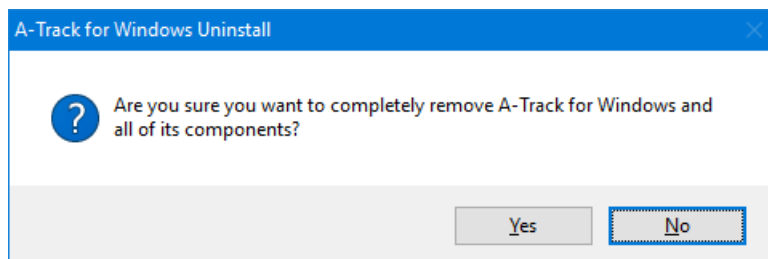 A-Track for Windows Uninstall
Are you sure you want to completely remove A-Track for Windows and
all of its components?
Yes
No